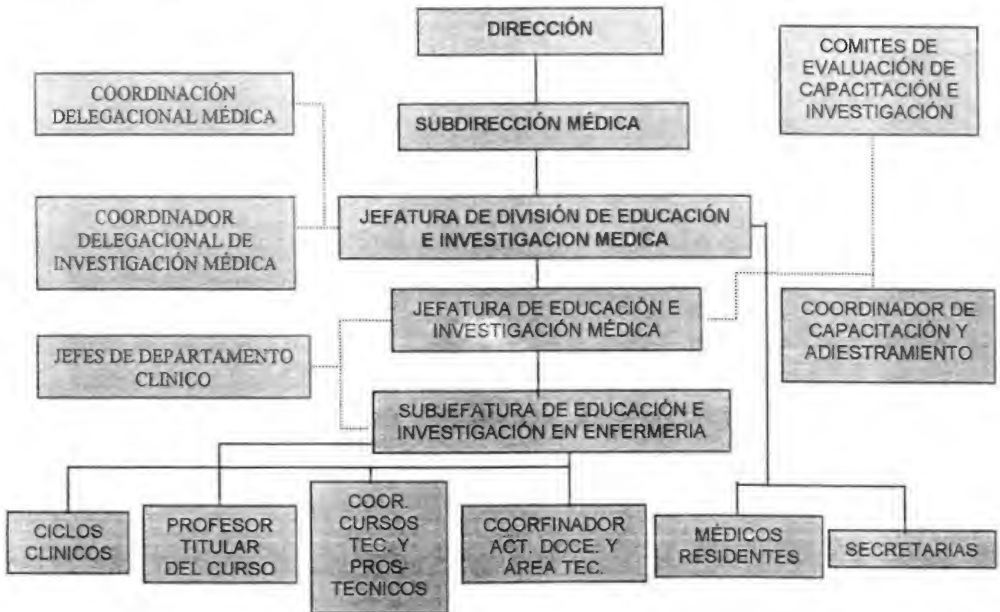 DIRECCIÓN
COMITES DE
EVALUACIÓN DE
CAPACITACIÓN E
INVESTIGACIÓN
COORDINACIÓN
DELEGACIONAL MÉDICA
SUBDIRECCIÓN MÉDICA
COORDINADOR
DELEGACIONAL DE
INVESTIGACIÓN MÉDICA
JEFATURA DE DIVISIÓN DE EDUCACIÓN
E INVESTIGACION MEDICA
JEFATURA DE EDUCACIÓN E
INVESTIGACIÓN MÉDICA
COORDINADOR DE
CAPACITACIÓN Y
ADIESTRAMIENTO
JEFES DE DEPARTAMENTO
CLINICO
SUBJEFATURA DE EDUCACIÓN E
INVESTIGACIÓN EN ENFERMERIA
CICLOS
CLINICOS
PROFESOR
TITULAR
DEL CURSO
COOR.
CURSOS
TEC. Y
PROS-
TECNICOS
COORFINADOR
ACT. DOCE. Y
ÁREA TEC.
MÉDICOS
RESIDENTES
SECRETARIAS